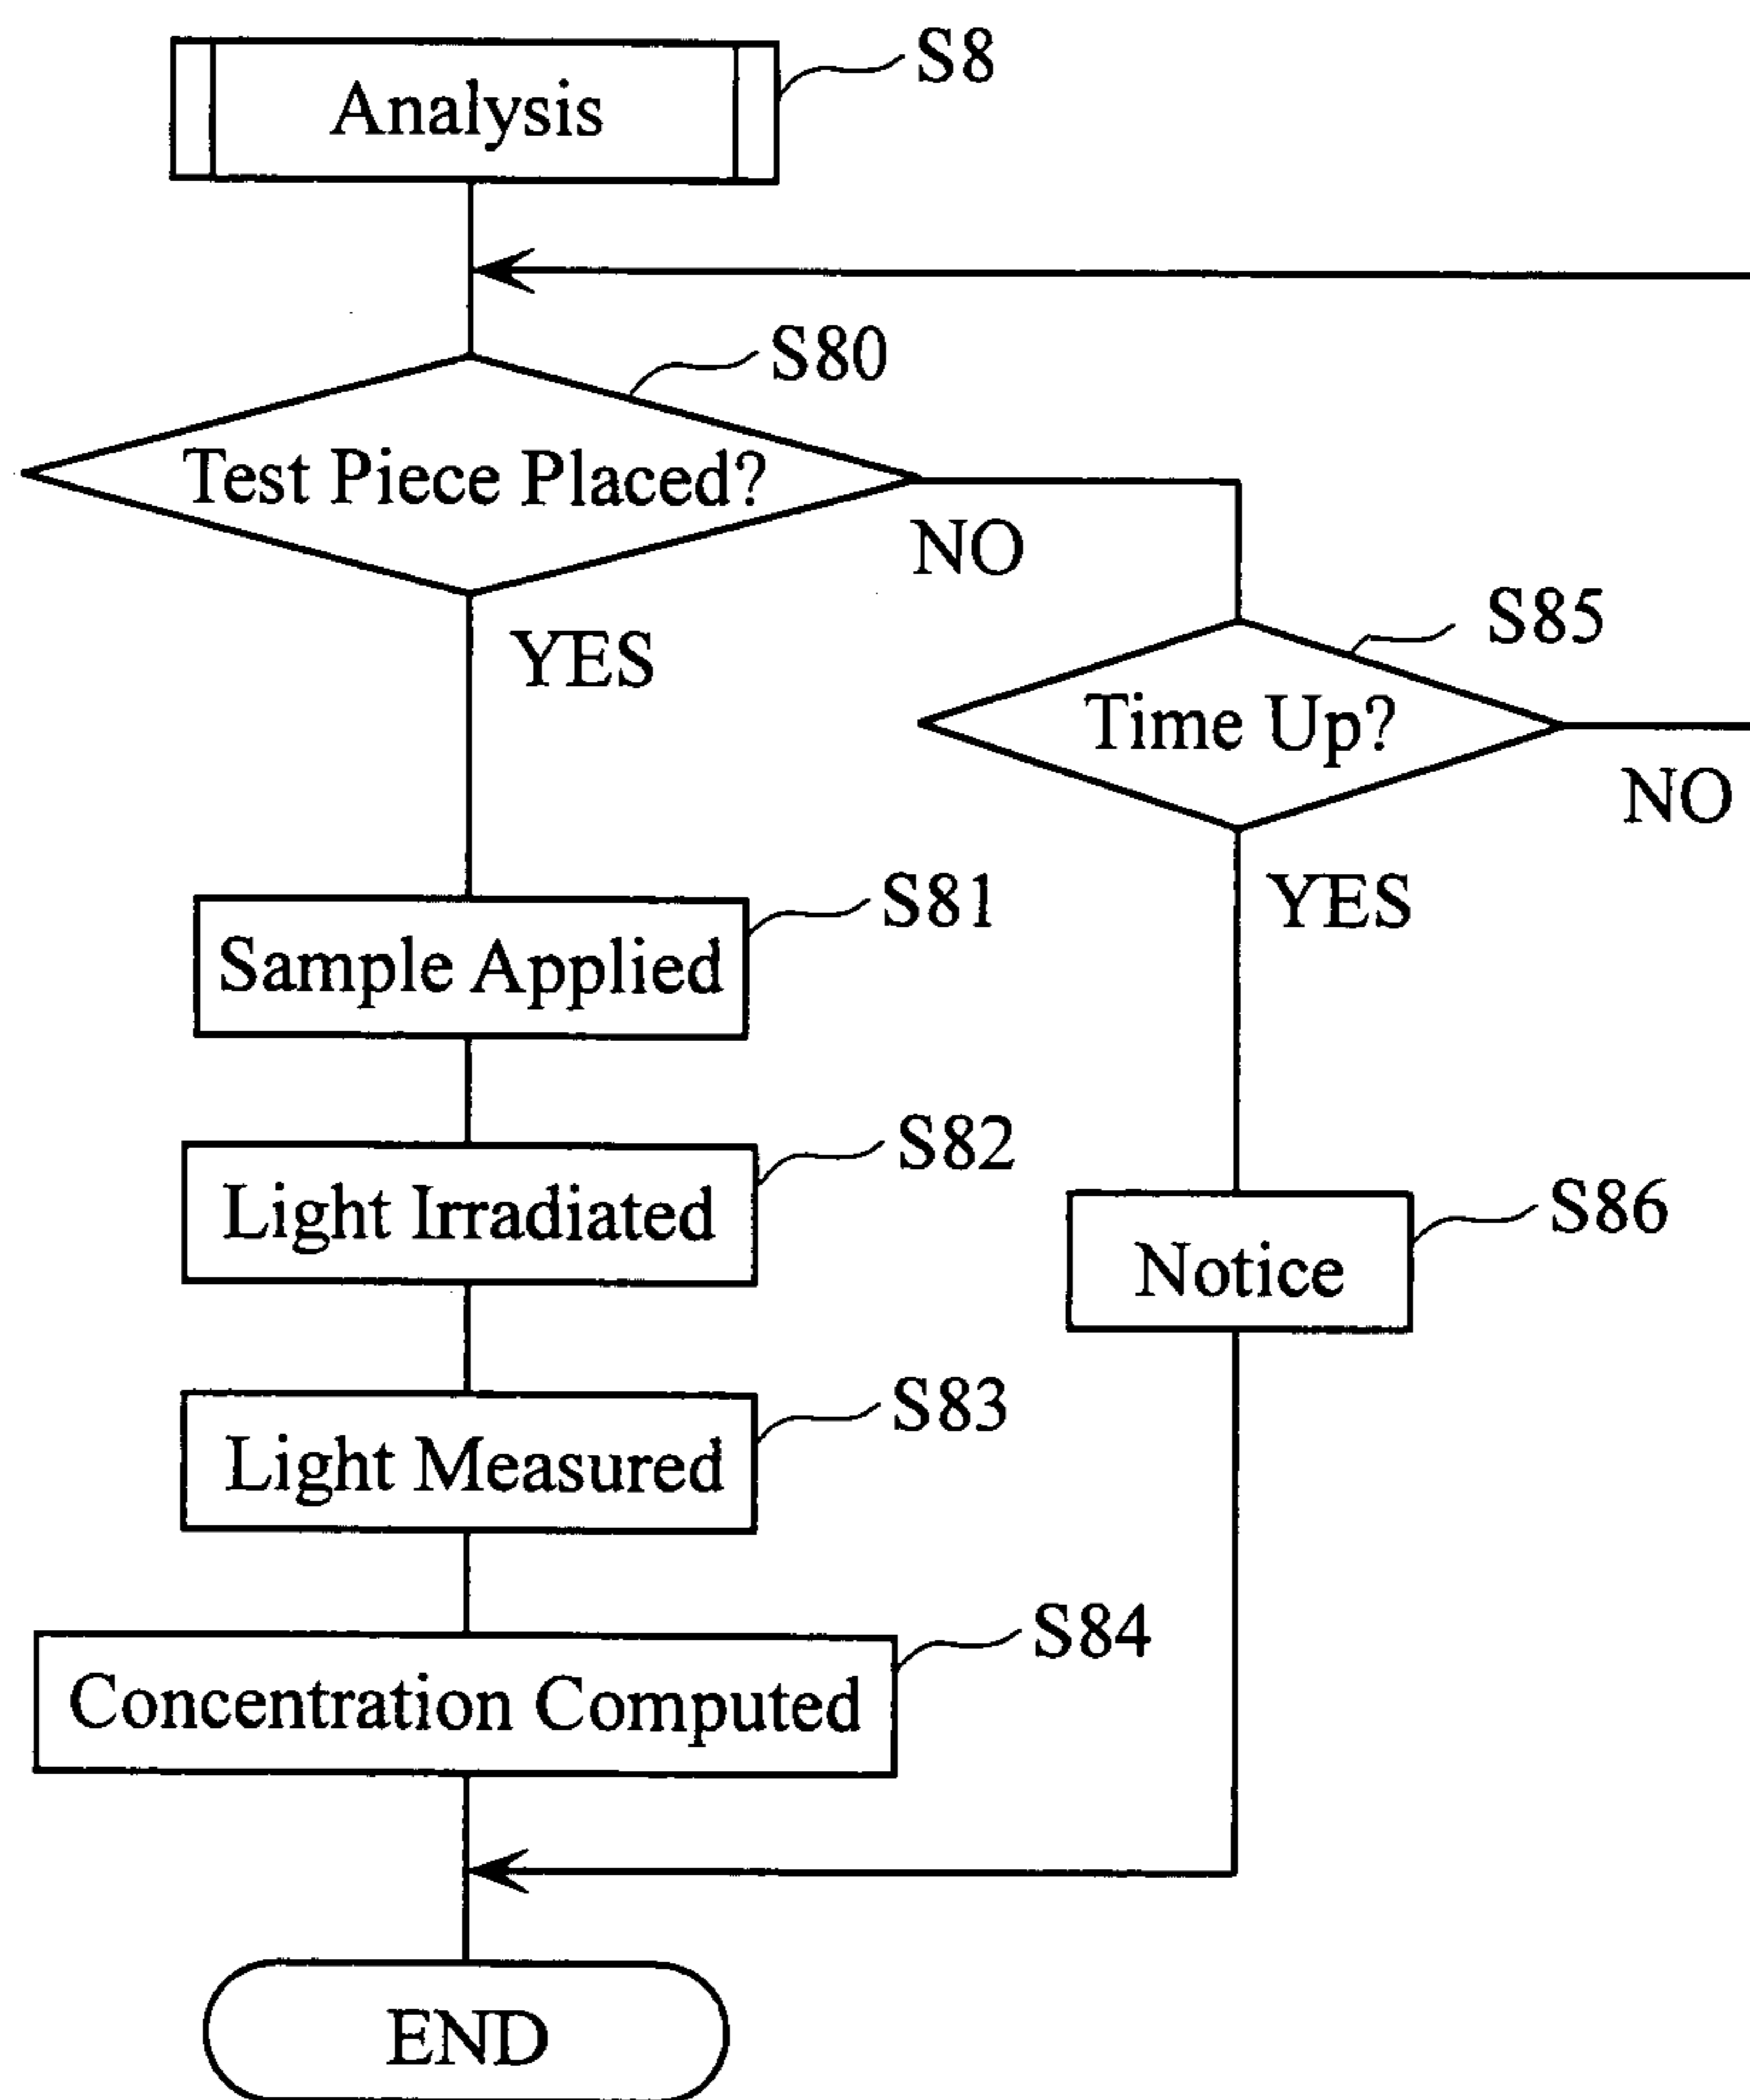 S8
Analysis
S80
Test Piece Placed?
NO
YES
S85
Time Up?
NO
YES
S81
Sample Applied
S82
Light Irradiated
S86
Notice
S83
Light Measured
S84
Concentration Computed
END